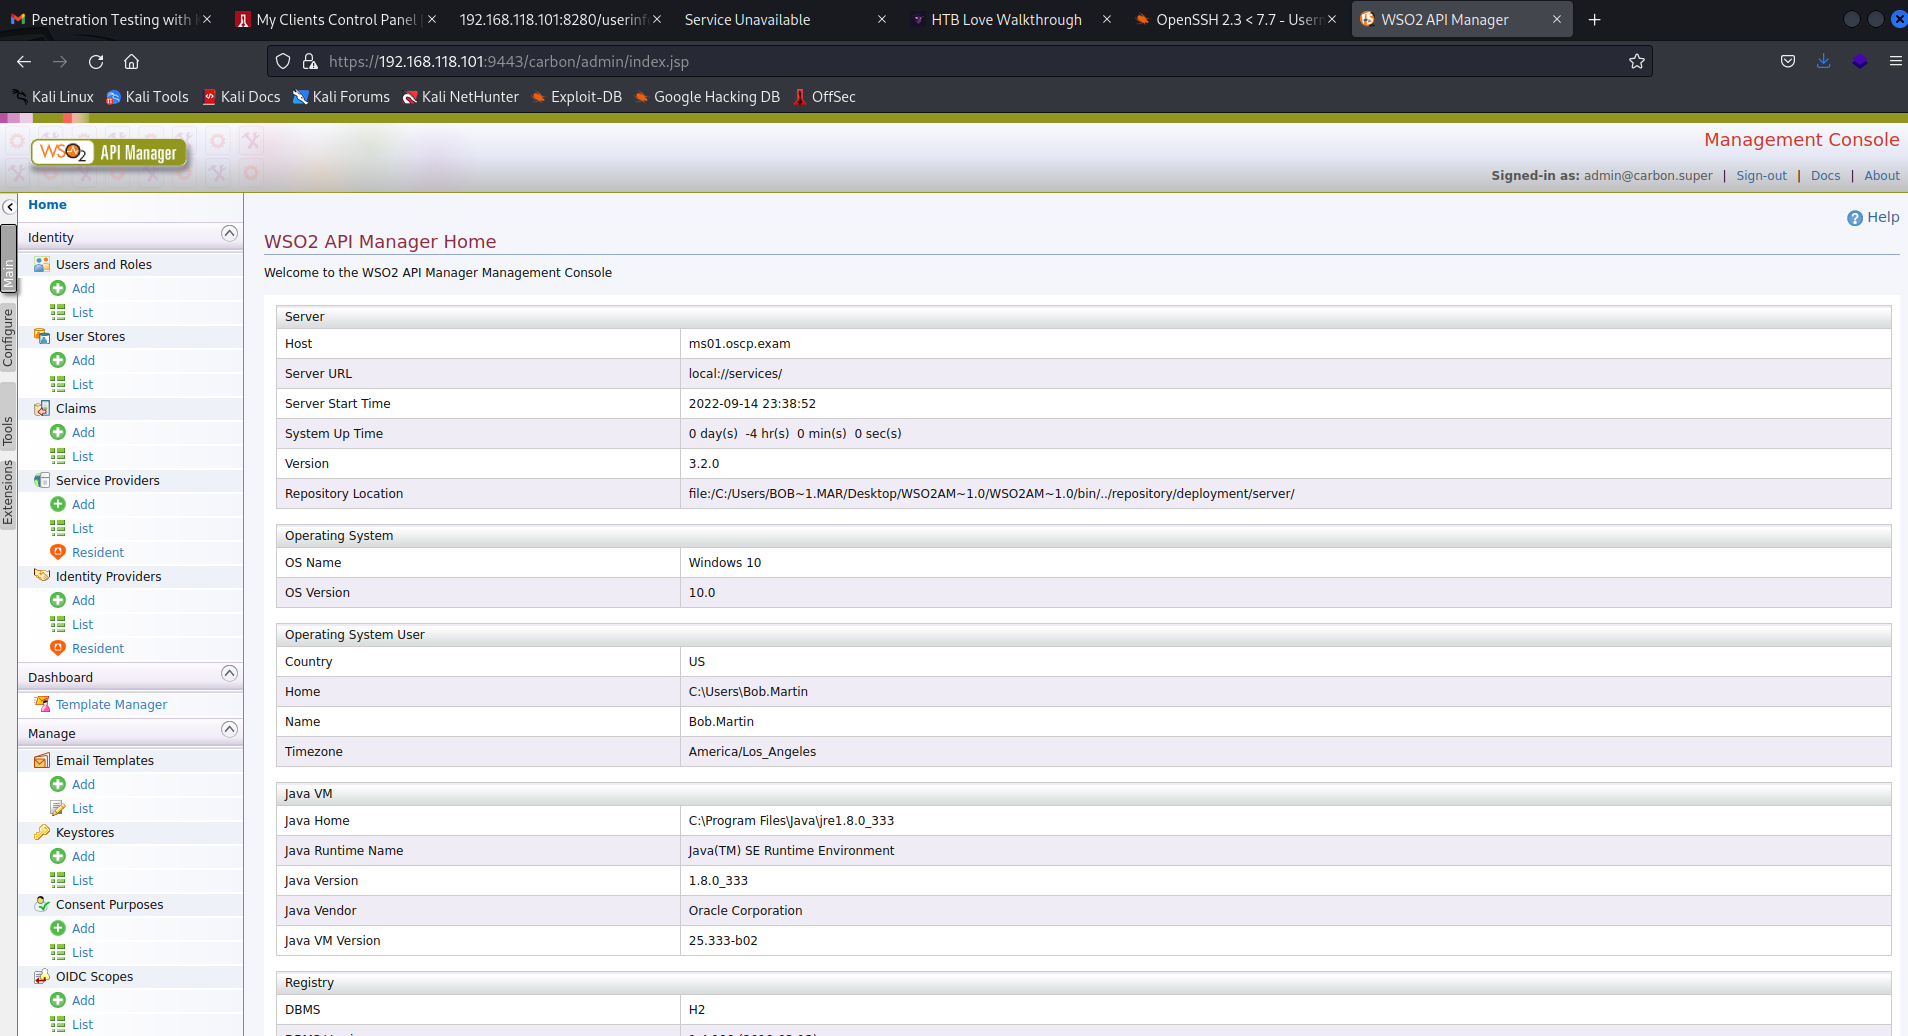 Penetration Testing with
My Clients Control Panel
192.168.118.101:8280/userinf
Service Unavailable
HTB Love Walkthrough
OpenSSH 2.3 < 7.7 - User
WSO2 API Manager
https://192.168.118.101:9443/carbon/admin/index.jsp
Kali Linux
Kali Tools
Kali Docs
Kali Forums
Kali NetHunter
Exploit-DB
Google Hacking DB
OffSec
WSO2 API Manager
Management Console
Signed-in as: admin@carbon.super | Sign-out | Docs | About
Main
Configure
Tools
Extensions
Home
Identity
Users and Roles
Add
List
User Stores
Add
List
Claims
Add
List
Service Providers
Add
List
Resident
Identity Providers
Add
List
Resident
Dashboard
Template Manager
Manage
Email Templates
Add
List
Keystores
Add
List
Consent Purposes
Add
List
OIDC Scopes
Add
List
Help
WSO2 API Manager Home
Welcome to the WSO2 API Manager Management Console
Server
Host ms01.oscp.exam
Server URL local://services/
Server Start Time 2022-09-14 23:38:52
System Up Time 0 day(s) -4 hr(s) 0 min(s) 0 sec(s)
Version 3.2.0
Repository Location file:/C:/Users/BOB~1.MAR/Desktop/WSO2AM~1.0/WSO2AM~1.0/bin/../repository/deployment/server/
Operating System
OS Name Windows 10
OS Version 10.0
Operating System User
Country US
Home C:\Users\Bob.Martin
Name Bob.Martin
Timezone America/Los_Angeles
Java VM
Java Home C:\Program Files\Java\jre1.8.0_333
Java Runtime Name Java(TM) SE Runtime Environment
Java Version 1.8.0_333
Java Vendor Oracle Corporation
Java VM Version 25.333-b02
Registry
DBMS H2